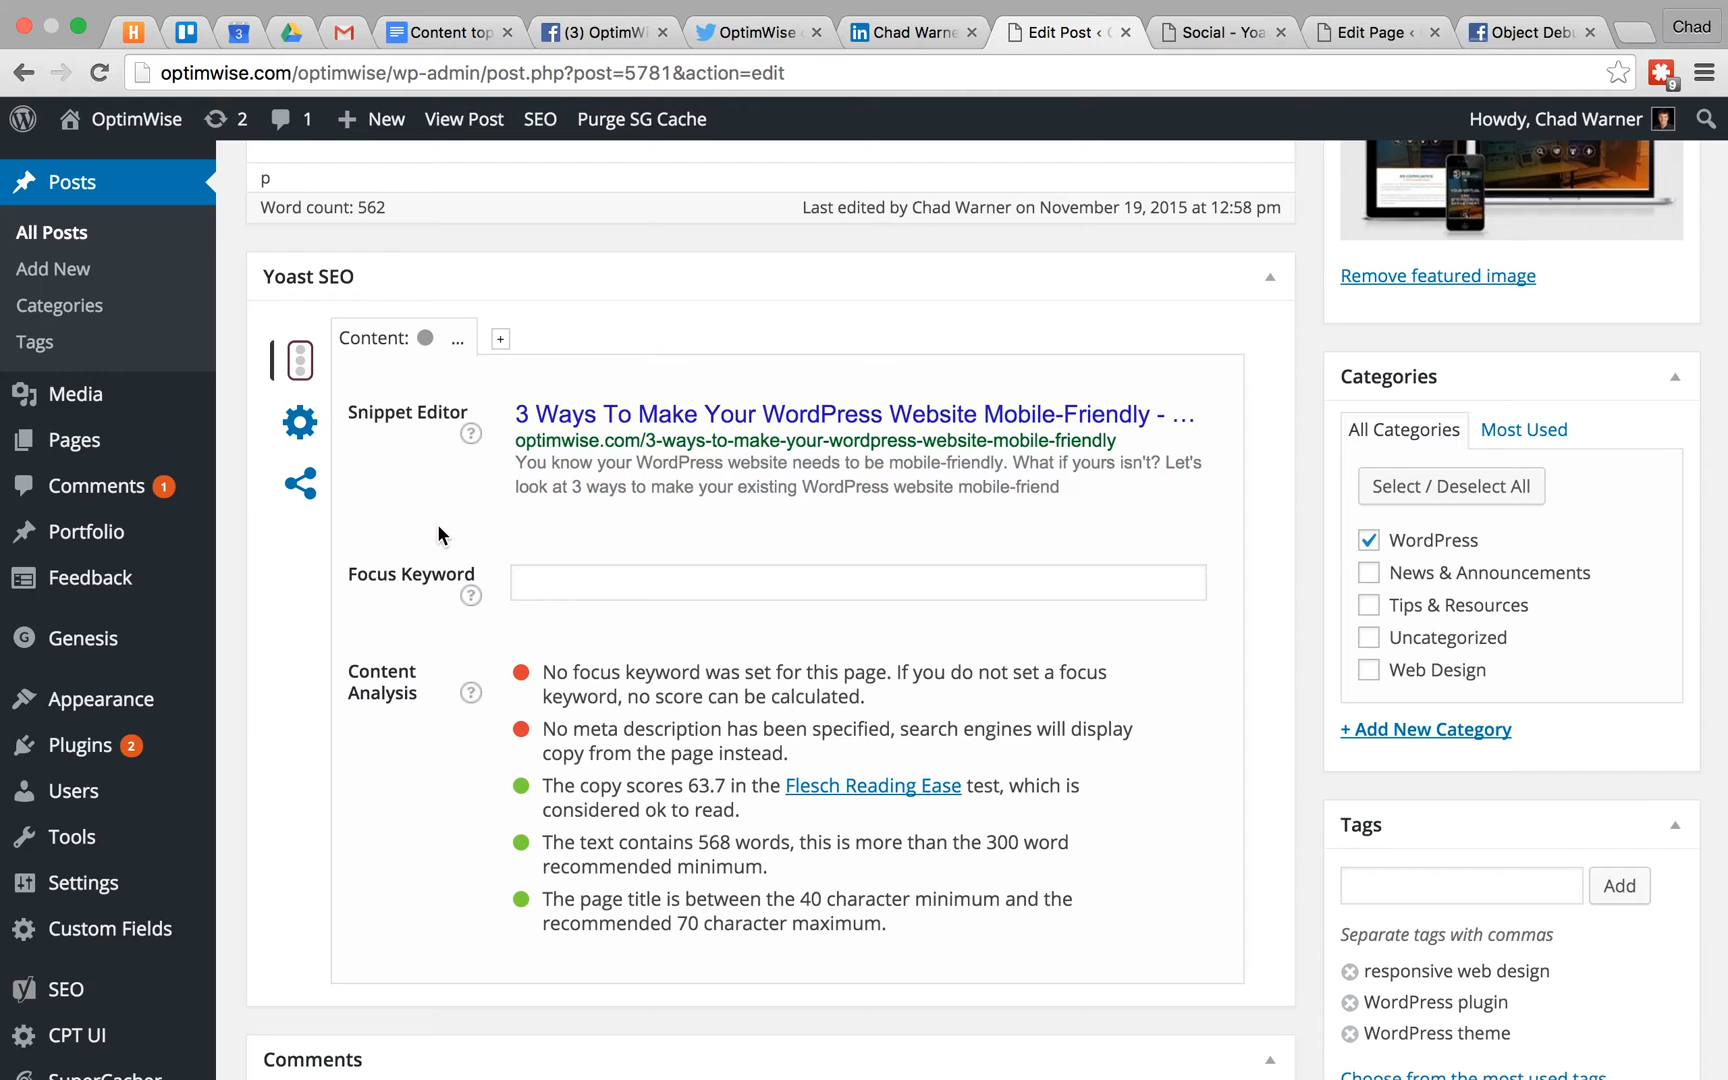 Content top
(3) OptimWi
OptimWise
Chad Warne
Edit Post ‹
Social - Yoa
Edit Page ‹
Object Deb
Chad
optimwise.com/optimwise/wp-admin/post.php?post=5781&action=edit
9
OptimWise
2
1
New
View Post
SEO
Purge SG Cache
Howdy, Chad Warner
Posts
All Posts
Add New
Categories
Tags
Media
Pages
Comments 1
Portfolio
Feedback
Genesis
Appearance
Plugins 2
Users
Tools
Settings
Custom Fields
SEO
CPT UI
SuperCacher
p
Word count: 562
Last edited by Chad Warner on November 19, 2015 at 12:58 pm
Yoast SEO
Content: ...
+
Snippet Editor
?
3 Ways To Make Your WordPress Website Mobile-Friendly - ...
optimwise.com/3-ways-to-make-your-wordpress-website-mobile-friendly
You know your WordPress website needs to be mobile-friendly. What if yours isn't? Let's
look at 3 ways to make your existing WordPress website mobile-friend
Focus Keyword
?
Content
Analysis
?
No focus keyword was set for this page. If you do not set a focus
keyword, no score can be calculated.
No meta description has been specified, search engines will display
copy from the page instead.
The copy scores 63.7 in the Flesch Reading Ease test, which is
considered ok to read.
The text contains 568 words, this is more than the 300 word
recommended minimum.
The page title is between the 40 character minimum and the
recommended 70 character maximum.
Comments
Remove featured image
Categories
All Categories
Most Used
Select / Deselect All
WordPress
News & Announcements
Tips & Resources
Uncategorized
Web Design
+ Add New Category
Tags
Add
Separate tags with commas
responsive web design
WordPress plugin
WordPress theme
Choose from the most used tags